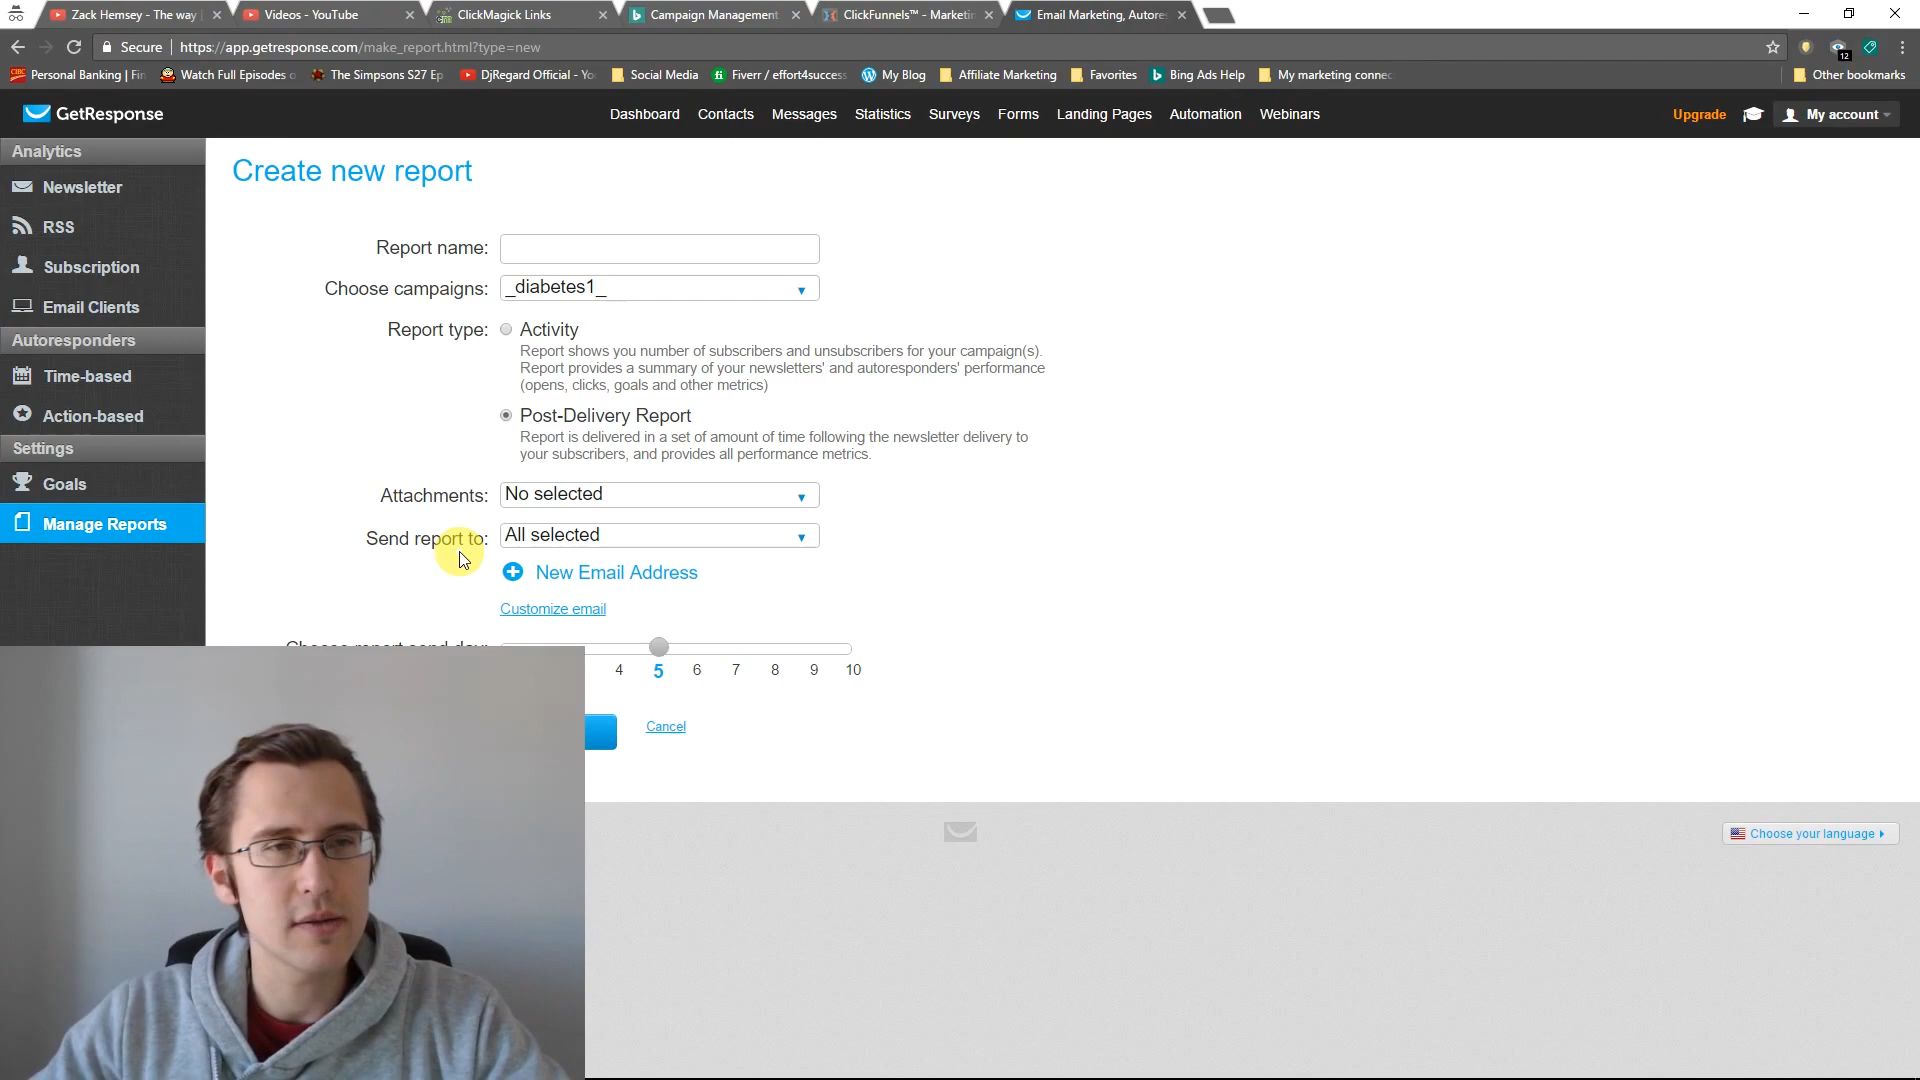 Zack Hemsey - The way
Videos - YouTube
ClickMagick Links
Campaign Management
ClickFunnels™ - Marketin
Email Marketing, Autores
Secure
https://app.getresponse.com/make_report.html?type=new
12
CIBC
Personal Banking | Fin
Watch Full Episodes o
The Simpsons S27 Ep
DjRegard Official - Yo
Social Media
Fiverr / effort4success
My Blog
Affiliate Marketing
Favorites
Bing Ads Help
My marketing connec
Other bookmarks
GetResponse
Dashboard
Contacts
Messages
Statistics
Surveys
Forms
Landing Pages
Automation
Webinars
Upgrade
My account
Analytics
Newsletter
RSS
Subscription
Email Clients
Autoresponders
Time-based
Action-based
Settings
Goals
Manage Reports
Create new report
Report name:
Choose campaigns:
_diabetes1_
Report type:
Activity
Report shows you number of subscribers and unsubscribers for your campaign(s).
Report provides a summary of your newsletters' and autoresponders' performance
(opens, clicks, goals and other metrics)
Post-Delivery Report
Report is delivered in a set of amount of time following the newsletter delivery to
your subscribers, and provides all performance metrics.
Attachments:
No selected
Send report to:
All selected
New Email Address
Customize email
Choose report send day:
4 5 6 7 8 9 10
Cancel
Choose your language